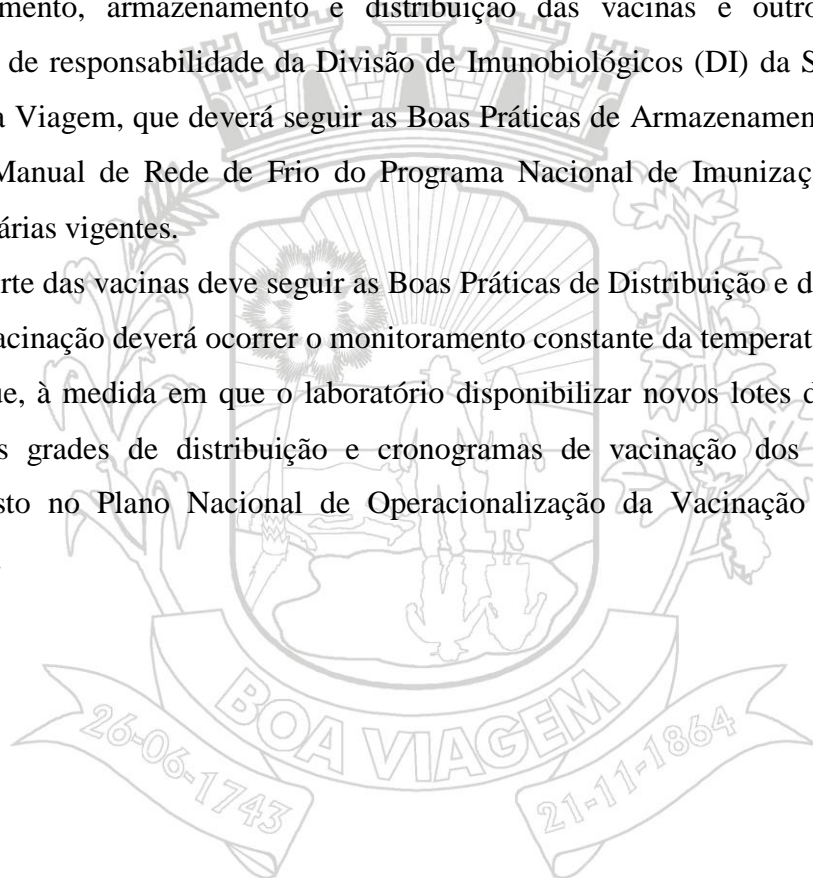 mento, armazenamento e distribuição das vacinas e outro
de responsabilidade da Divisão de Imunobiológicos (DI) da S
a Viagem, que deverá seguir as Boas Práticas de Armazenamen
Manual de Rede de Frio do Programa Nacional de Imunizaç
árias vigentes.
rte das vacinas deve seguir as Boas Práticas de Distribuição e d
acinação deverá ocorrer o monitoramento constante da temperat
ue, à medida em que o laboratório disponibilizar novos lotes d
s grades de distribuição e cronogramas de vacinação dos
sto no Plano Nacional de Operacionalização da Vacinação
BOA VIAGEM
26-06-1743
21-11-1864